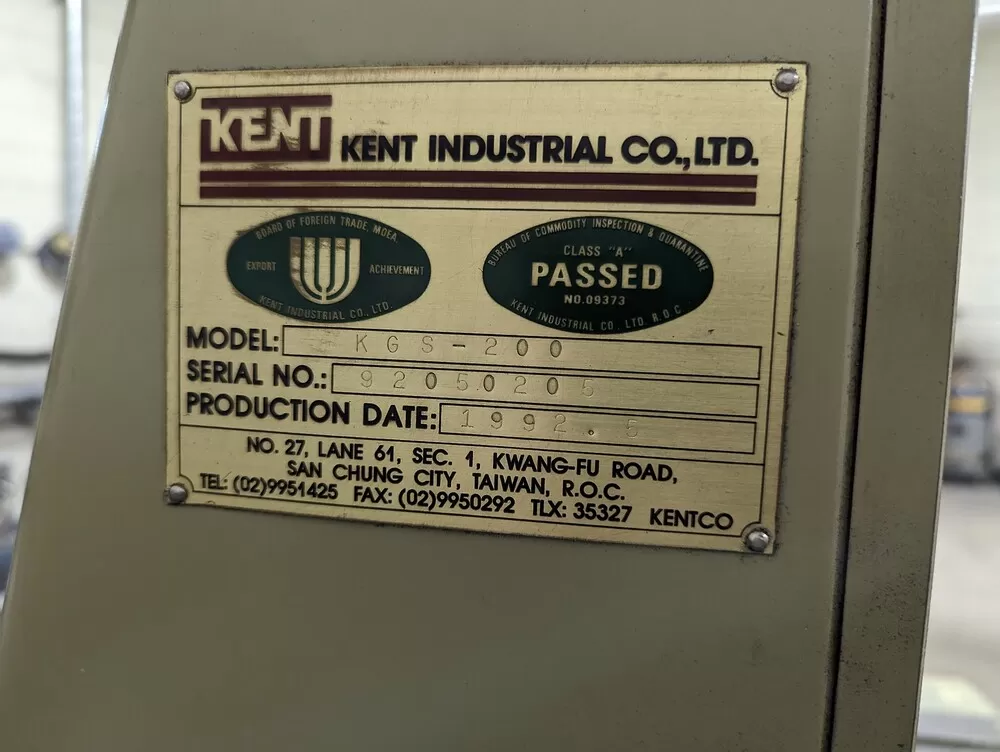 KENT KENT INDUSTRIAL CO., LTD.
BOARD OF FOREIGN TRADE, MOEA.
EXPORT ACHIEVEMENT
KENT INDUSTRIAL CO., LTD.
BUREAU OF COMMODITY INSPECTION & QUARANTINE
CLASS "A"
PASSED
NO.09373
KENT INDUSTRIAL CO., LTD R.O.C
MODEL: KGS-200
SERIAL NO.: 92050205
PRODUCTION DATE: 1992.5
NO. 27, LANE 61, SEC. 1, KWANG-FU ROAD,
SAN CHUNG CITY, TAIWAN, R.O.C.
TEL: (02)9951425 FAX: (02)9950292 TLX: 35327 KENTCO